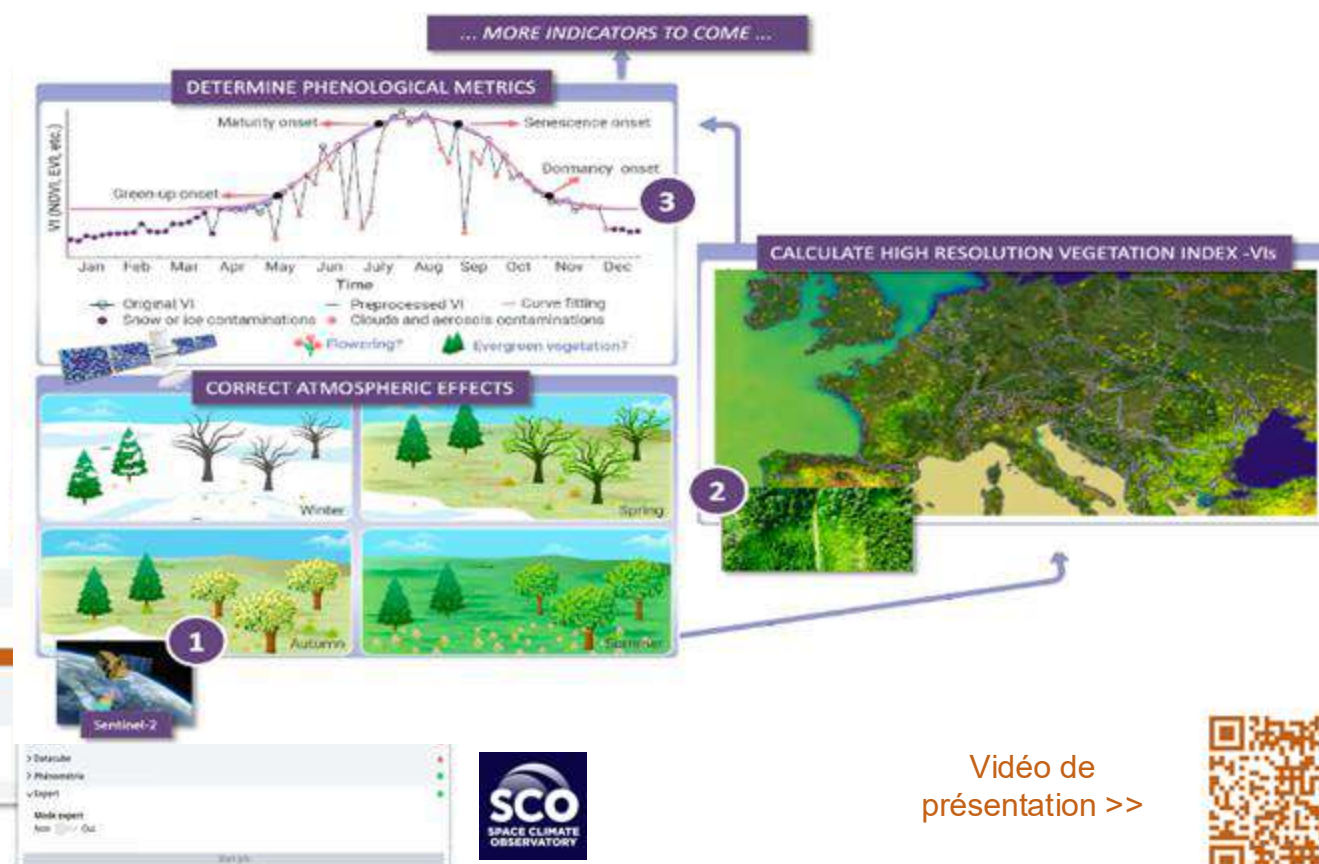 ... MORE INDICATORS TO COME ...
DETERMINE PHENOLOGICAL METRICS
VI (NDVI, EVI, etc.)
Maturity onset
Senescence onset
Green-up onset
Dormancy onset
3
Jan Feb Mar Apr May Jun July Aug Sep Oct Nov Dec
Time
Original VI
Preprocessed VI
Curve fitting
Snow or ice contaminations
Clouds and aerosols contaminations
Flowering?
Evergreen vegetation?
CORRECT ATMOSPHERIC EFFECTS
Winter
Spring
Autumn
Summer
1
Sentinel-2
CALCULATE HIGH RESOLUTION VEGETATION INDEX -VIs
2
> Datacube
> Phénométrie
Expert
Mode expert
Non Oui
Start job
SCO
SPACE CLIMATE
OBSERVATORY
Vidéo de
présentation >>